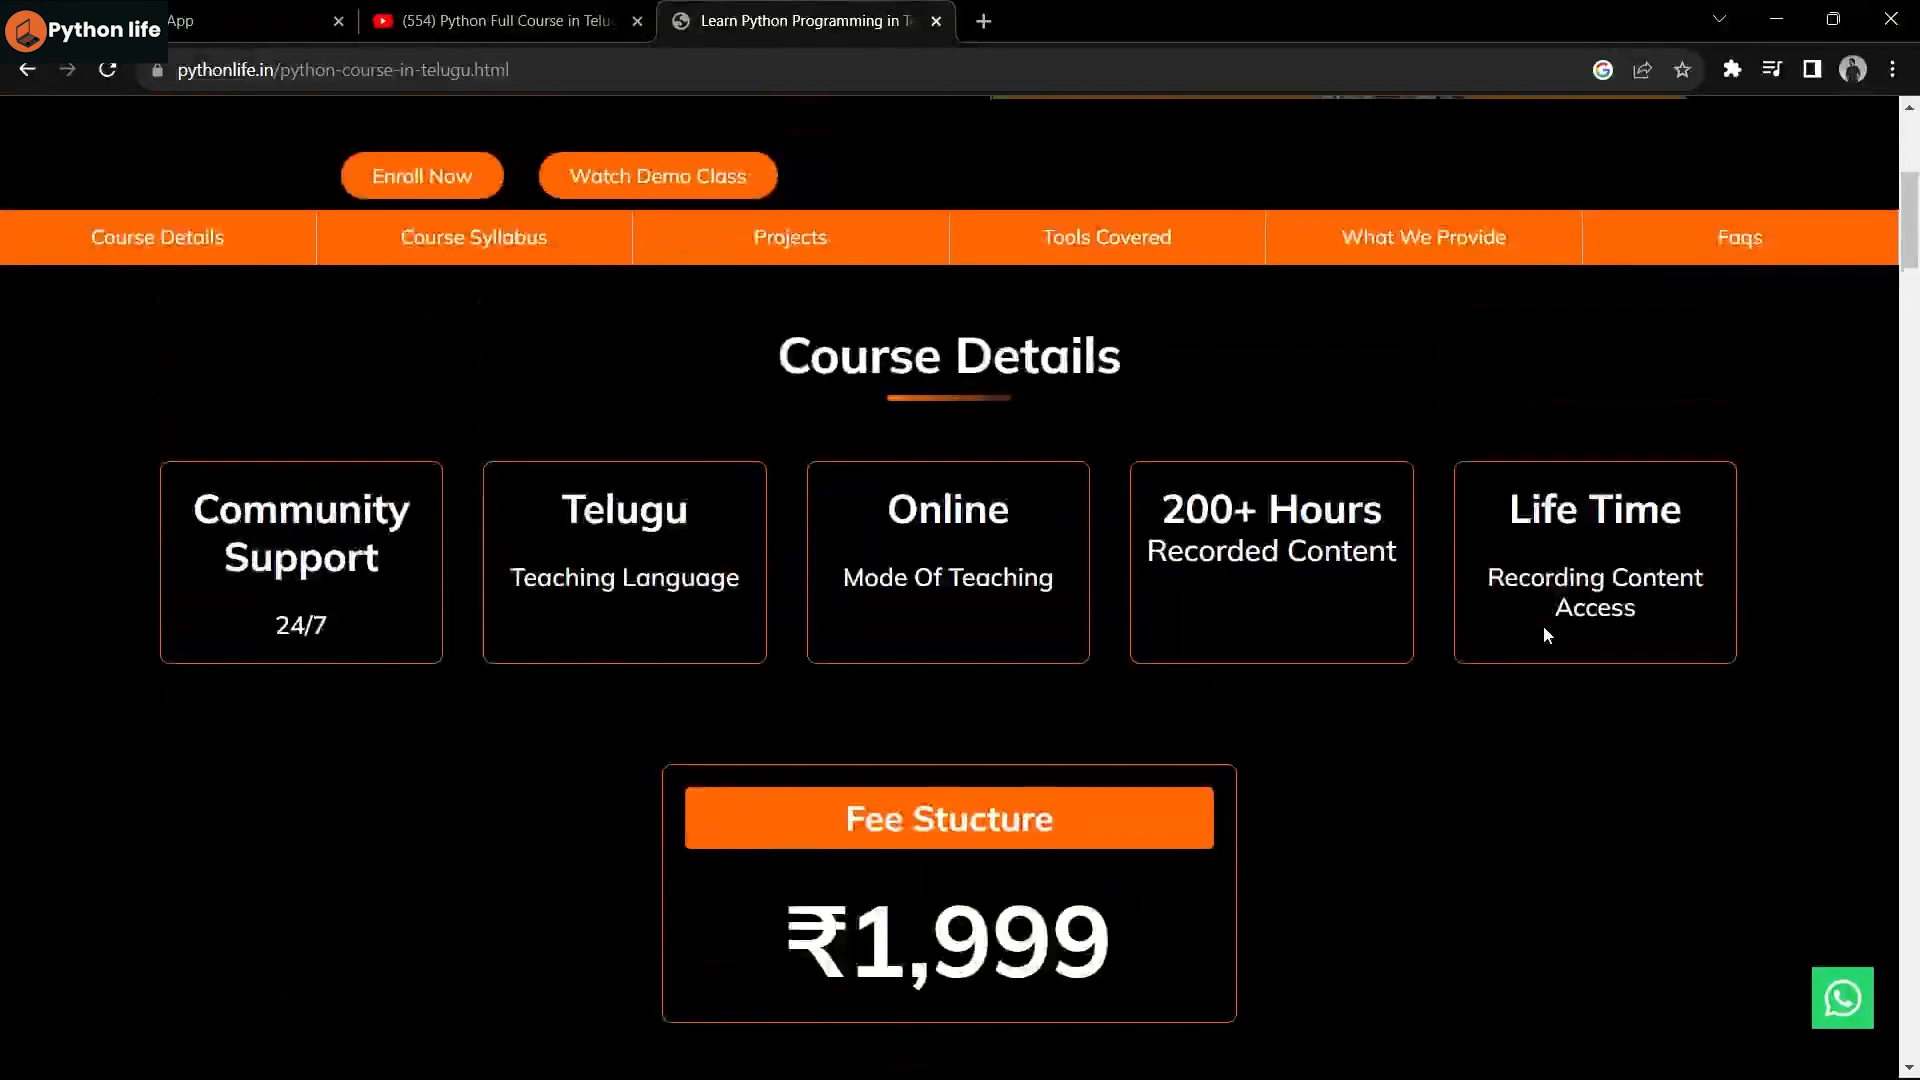 Python life
App
(554) Python Full Course in Telu
Learn Python Programming in Te
pythonlife.in/python-course-in-telugu.html
Enroll Now
Watch Demo Class
Course Details
Course Syllabus
Projects
Tools Covered
What We Provide
Faqs
Course Details
Community
Support
24/7
Telugu
Teaching Language
Online
Mode Of Teaching
200+ Hours
Recorded Content
Life Time
Recording Content
Access
Fee Stucture
₹1,999